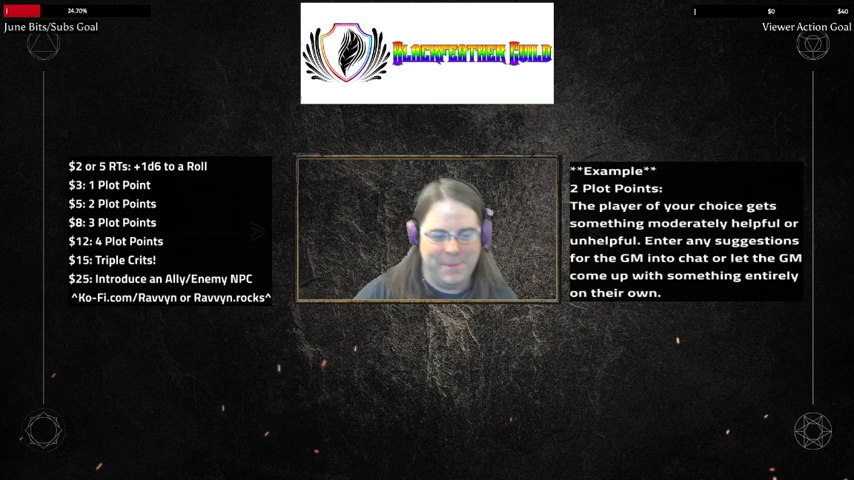 24.70%
June Bits/Subs Goal
$0
$40
Viewer Action Goal
Blackfeather Guild
$2 or 5 RTs: +1d6 to a Roll
$3: 1 Plot Point
$5: 2 Plot Points
$8: 3 Plot Points
$12: 4 Plot Points
$15: Triple Crits!
$25: Introduce an Ally/Enemy NPC
^Ko-Fi.com/Ravvyn or Ravvyn.rocks^
**Example**
2 Plot Points:
The player of your choice gets
something moderately helpful or
unhelpful. Enter any suggestions
for the GM into chat or let the GM
come up with something entirely
on their own.